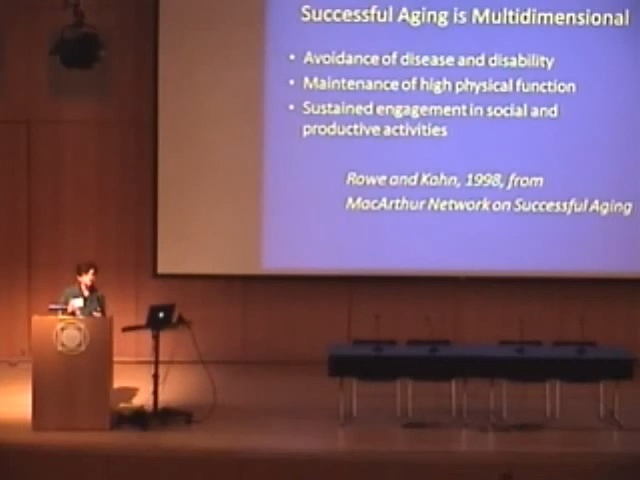 Successful Aging is Multidimensional
• Avoidance of disease and disability
• Maintenance of high physical function
• Sustained engagement in social and
productive activities
Rowe and Kahn, 1998, from
MacArthur Network on Successful Aging